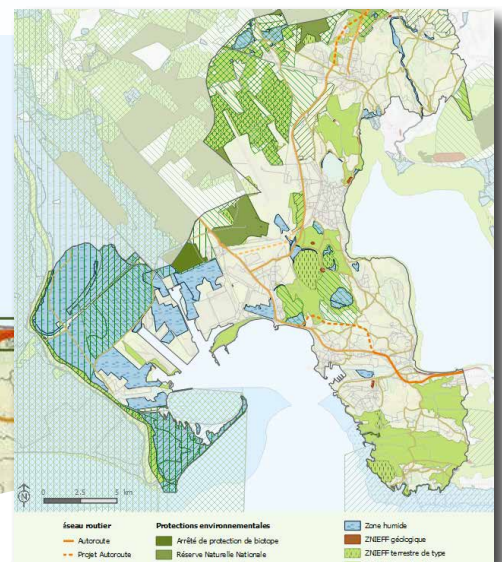 N
0 2.5 5 km
éseau routier
Autoroute
Projet Autoroute
Protections environnementales
Arrêté de protection de biotope
Réserve Naturelle Nationale
Zone humide
ZNIEFF géologique
ZNIEFF terrestre de type